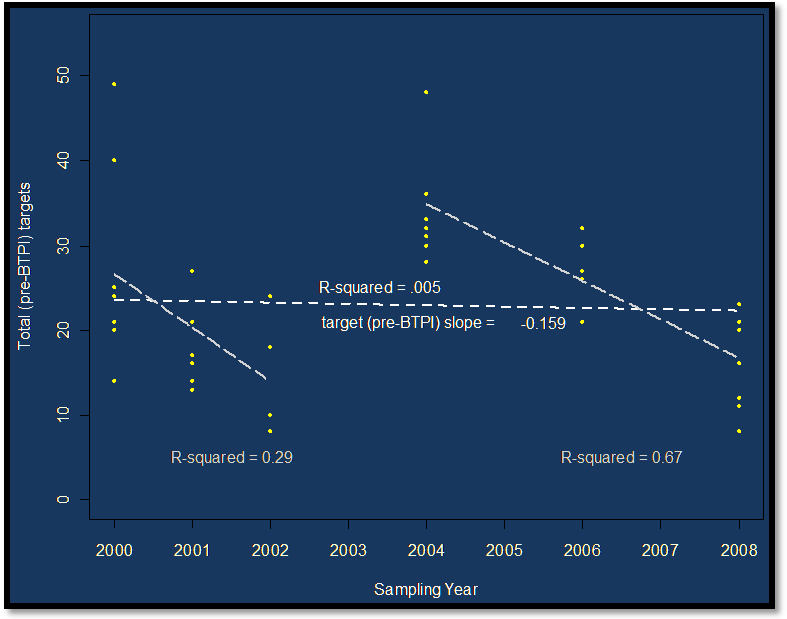 Total (pre-BTPI) targets
50
40
30
20
10
0
R-squared = .005
target (pre-BTPI) slope = -0.159
R-squared = 0.29
R-squared = 0.67
2000 2001 2002 2003 2004 2005 2006 2007 2008
Sampling Year